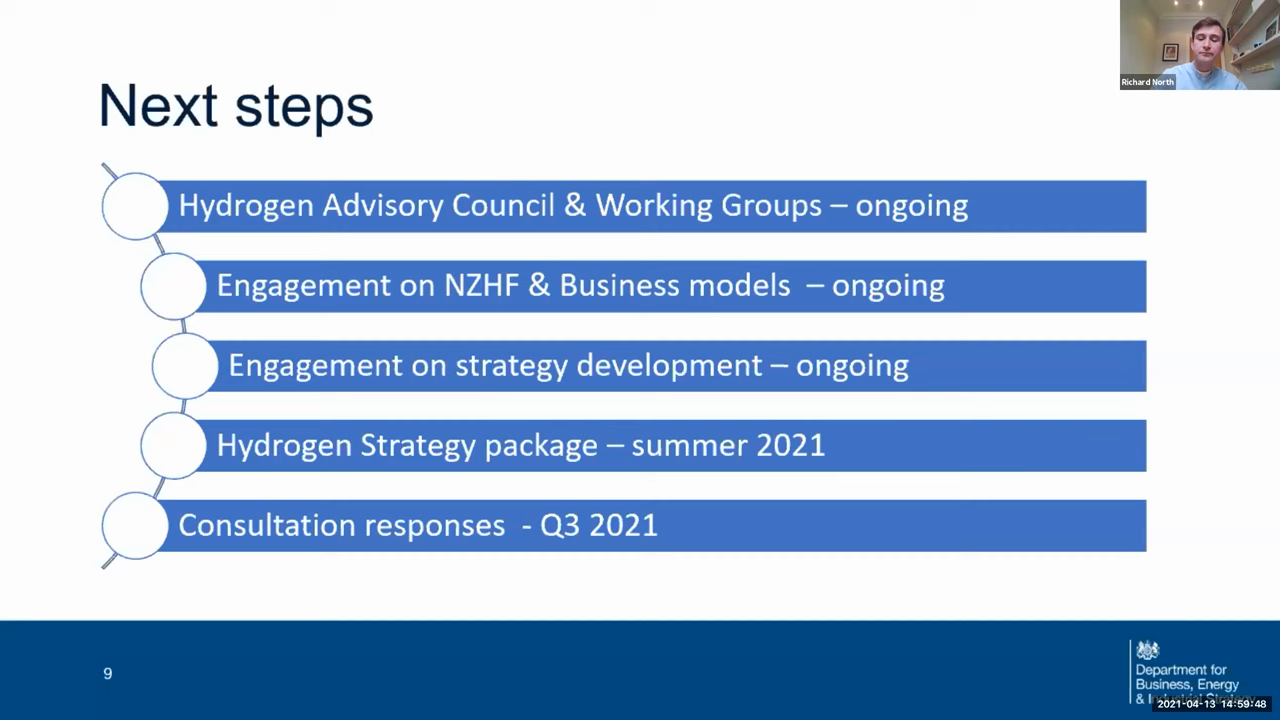 Richard North
Next steps
Hydrogen Advisory Council & Working Groups – ongoing
Engagement on NZHF & Business models  – ongoing
Engagement on strategy development – ongoing
Hydrogen Strategy package – summer 2021
Consultation responses  - Q3 2021
9
Department for
Business, Energy
& Industrial Strategy
2021-04-13 14:59:48